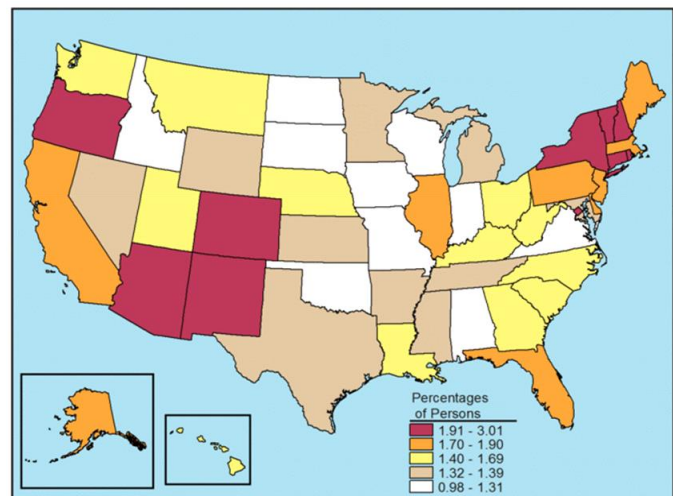 Percentages
of Persons
1.91 - 3.01
1.70 - 1.90
1.40 - 1.69
1.32 - 1.39
0.98 - 1.31